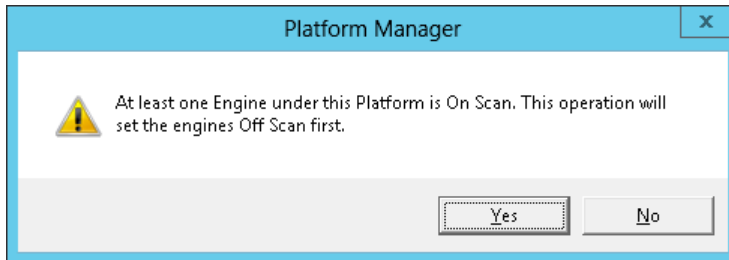 Platform Manager
x
At least one Engine under this Platform is On Scan. This operation will
set the engines Off Scan first.
Yes
No